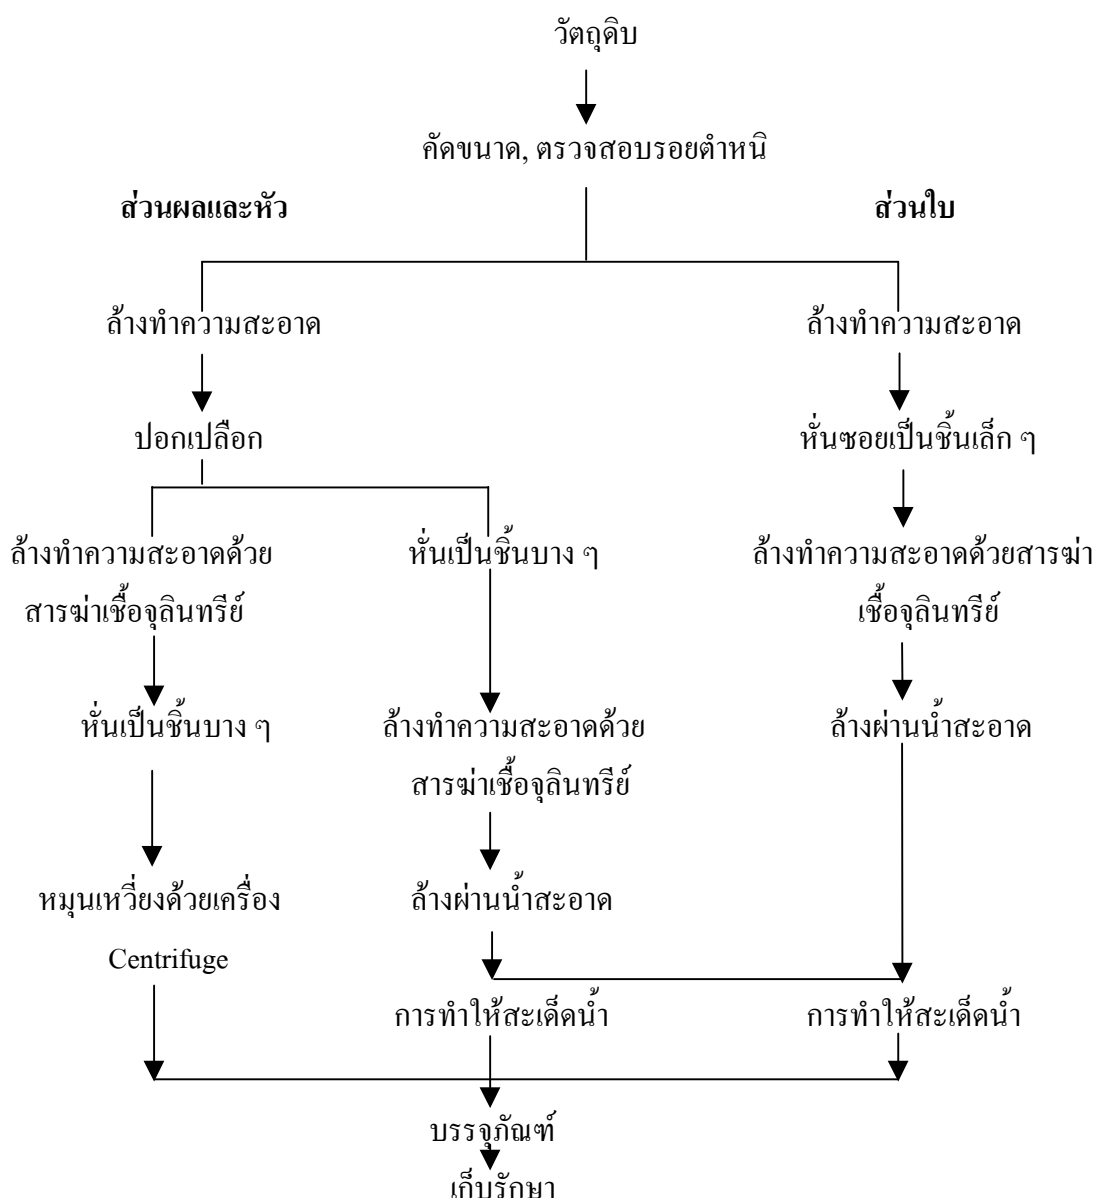 วัตถุดิบ
คัดขนาด, ตรวจสอบรอยตำหนิ
ส่วนผลและหัว
ส่วนใบ
ล้างทำความสะอาด
ล้างทำความสะอาด
ปอกเปลือก
หั่นซอยเป็นชิ้นเล็ก ๆ
ล้างทำความสะอาดด้วย
สารฆ่าเชื้อจุลินทรีย์
หั่นเป็นชิ้นบาง ๆ
ล้างทำความสะอาดด้วยสารฆ่า
เชื้อจุลินทรีย์
หั่นเป็นชิ้นบาง ๆ
ล้างทำความสะอาดด้วย
สารฆ่าเชื้อจุลินทรีย์
ล้างผ่านน้ำสะอาด
หมุนเหวี่ยงด้วยเครื่อง
Centrifuge
ล้างผ่านน้ำสะอาด
การทำให้สะเด็ดน้ำ
การทำให้สะเด็ดน้ำ
บรรจุภัณฑ์
เก็บรักษา